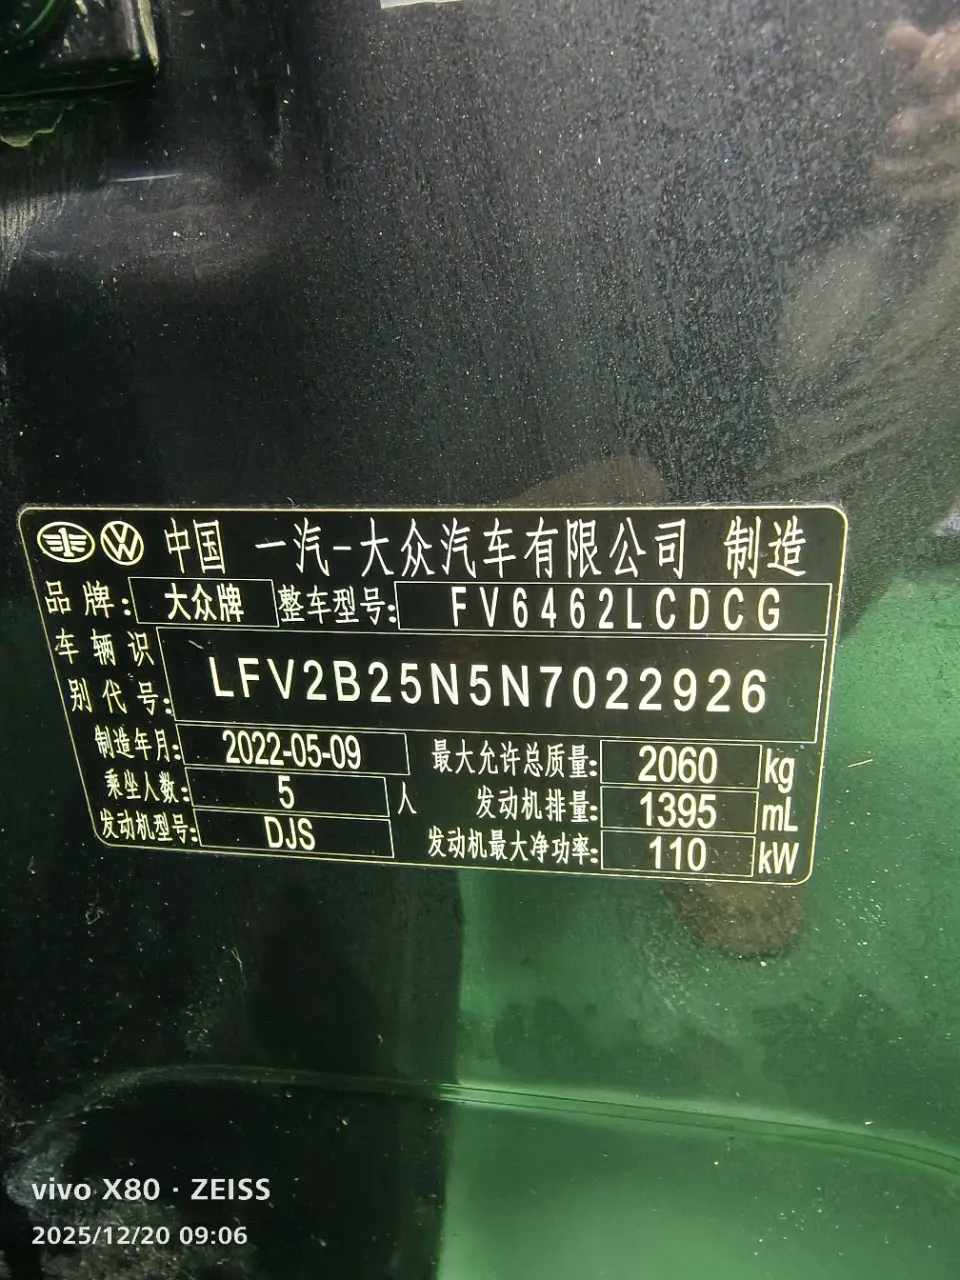 中国 一汽-大众汽车有限公司 制造
品牌: 大众牌 整车型号: FV6462LCDCG
车辆识别代号: LFV2B25N5N7022926
制造年月: 2022-05-09 最大允许总质量: 2060 kg
乘坐人数: 5 人 发动机排量: 1395 mL
发动机型号: DJS 发动机最大净功率: 110 kW
vivo X80 · ZEISS
2025/12/20 09:06